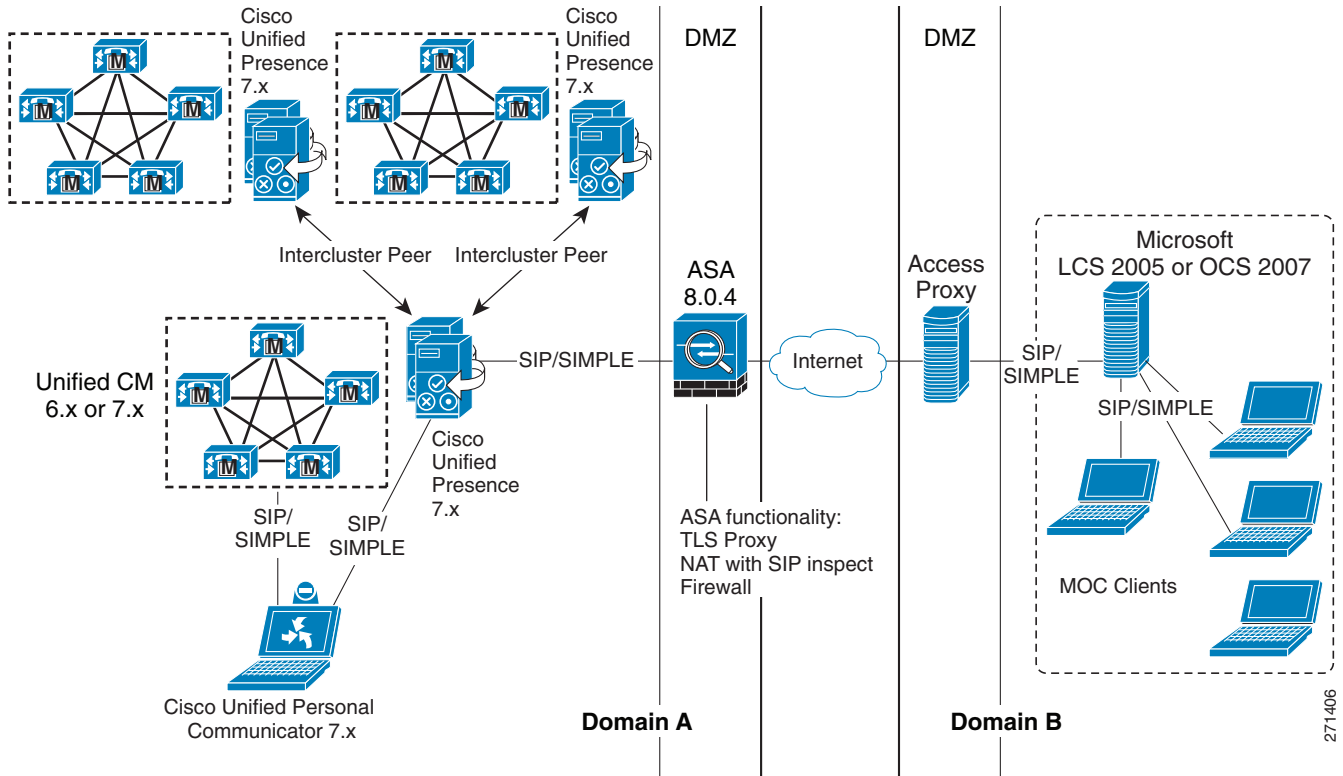 Cisco
Unified
Presence
7.x
Cisco
Unified
Presence
7.x
DMZ
DMZ
M
M
M
M
M
M
M
M
M
M
Intercluster Peer
Intercluster Peer
ASA
8.0.4
Access
Proxy
Microsoft
LCS 2005 or OCS 2007
Unified CM
6.x or 7.x
M
M
M
M
M
SIP/SIMPLE
Internet
SIP/
SIMPLE
SIP/SIMPLE
Cisco
Unified
Presence
7.x
SIP/
SIMPLE
SIP/
SIMPLE
ASA functionality:
TLS Proxy
NAT with SIP inspect
Firewall
MOC Clients
Cisco Unified Personal
Communicator 7.x
Domain A
Domain B
271406